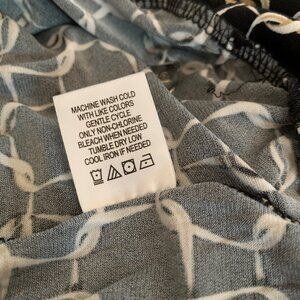 MACHINE WASH COLD
WITH LIKE COLORS
GENTLE CYCLE
ONLY NON-CHLORINE
BLEACH WHEN NEEDED
TUMBLE DRY LOW
COOL IRON IF NEEDED